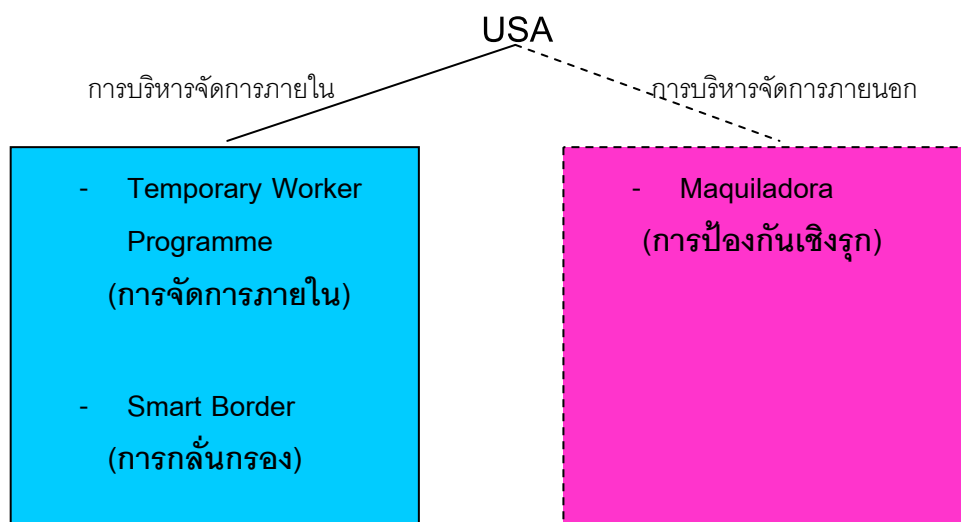 USA
การบริหารจัดการภายใน
การบริหารจัดการภายนอก
- Temporary Worker
Programme
(การจัดการภายใน)
- Smart Border
(การกลั่นกรอง)
- Maquiladora
(การป้องกันเชิงรุก)